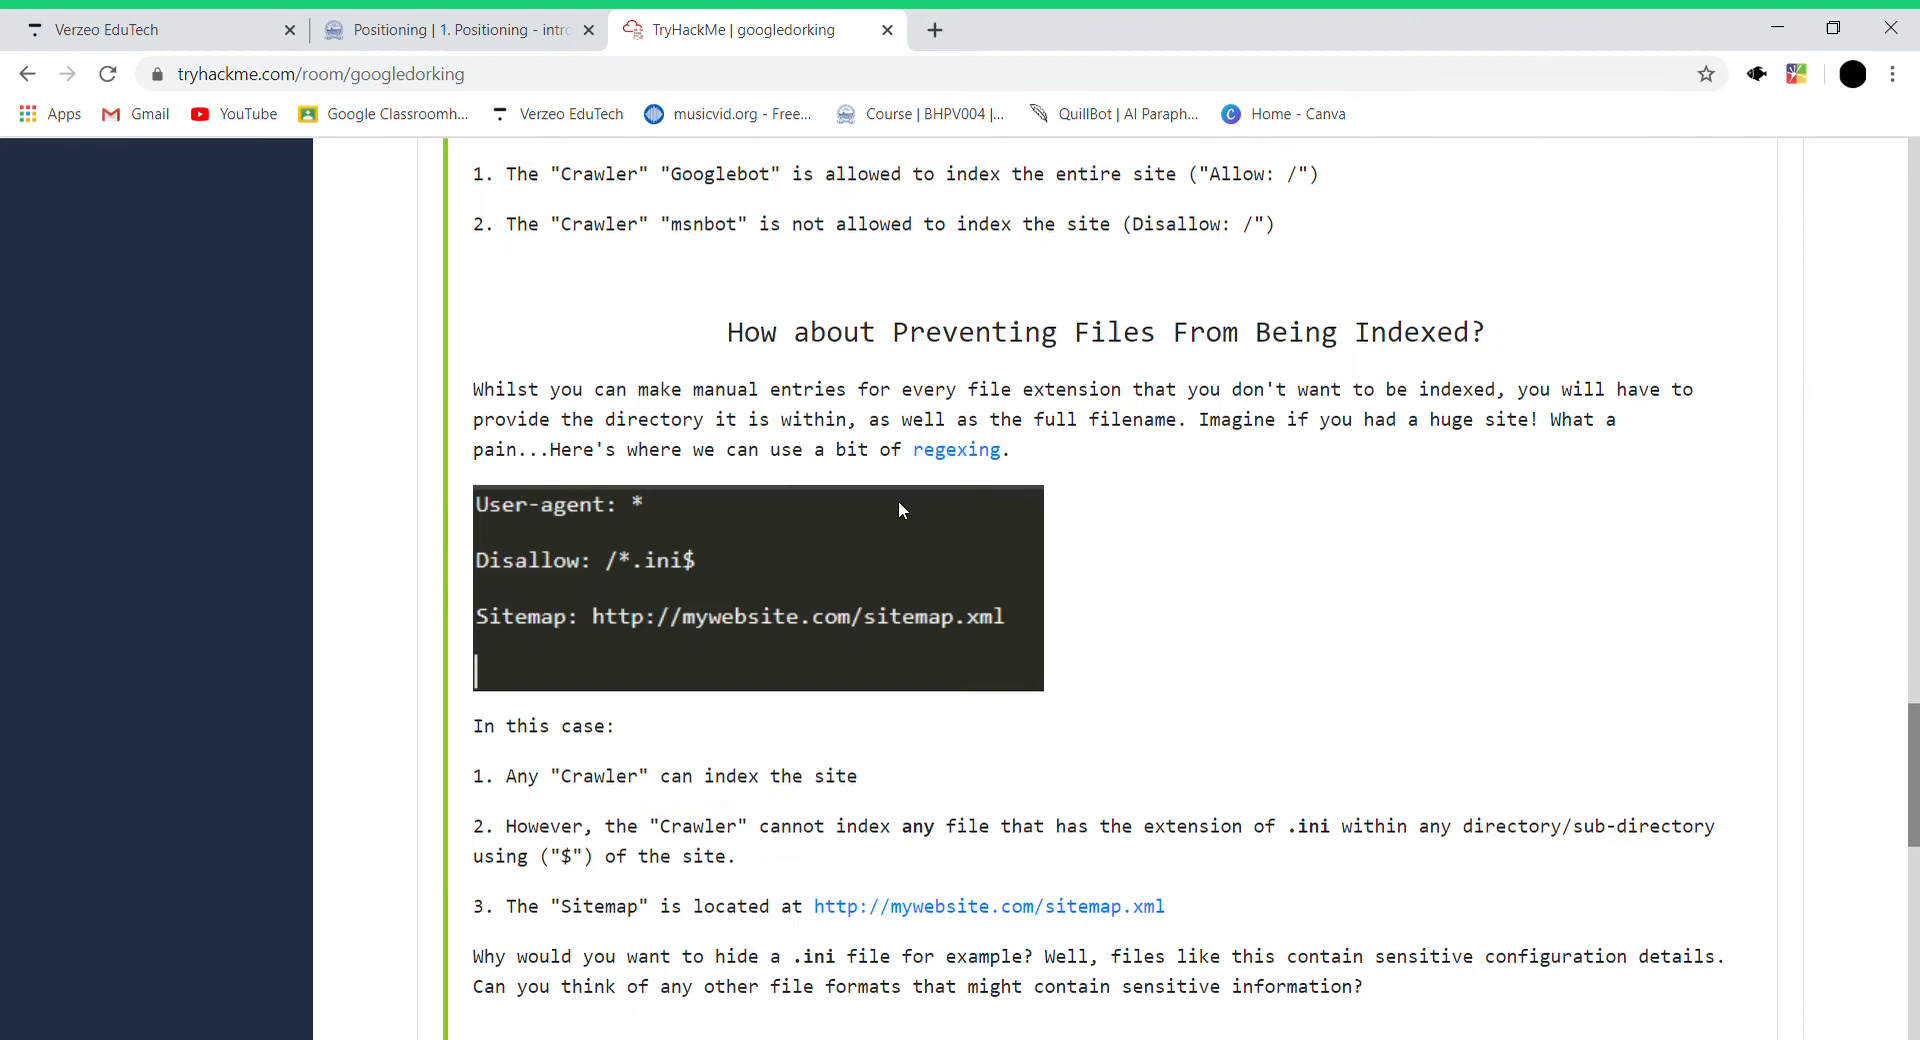 Verzeo EduTech
Positioning | 1. Positioning - intro
TryHackMe | googledorking
tryhackme.com/room/googledorking
Apps
Gmail
YouTube
Google Classroomh...
Verzeo EduTech
musicvid.org - Free...
Course | BHPV004 |...
QuillBot | AI Paraph...
Home - Canva
1. The "Crawler" "Googlebot" is allowed to index the entire site ("Allow: /")
2. The "Crawler" "msnbot" is not allowed to index the site (Disallow: /")
How about Preventing Files From Being Indexed?
Whilst you can make manual entries for every file extension that you don't want to be indexed, you will have to
provide the directory it is within, as well as the full filename. Imagine if you had a huge site! What a
pain...Here's where we can use a bit of regexing.
User-agent: *
Disallow: /*.ini$
Sitemap: http://mywebsite.com/sitemap.xml
In this case:
1. Any "Crawler" can index the site
2. However, the "Crawler" cannot index any file that has the extension of .ini within any directory/sub-directory
using ("$") of the site.
3. The "Sitemap" is located at http://mywebsite.com/sitemap.xml
Why would you want to hide a .ini file for example? Well, files like this contain sensitive configuration details.
Can you think of any other file formats that might contain sensitive information?